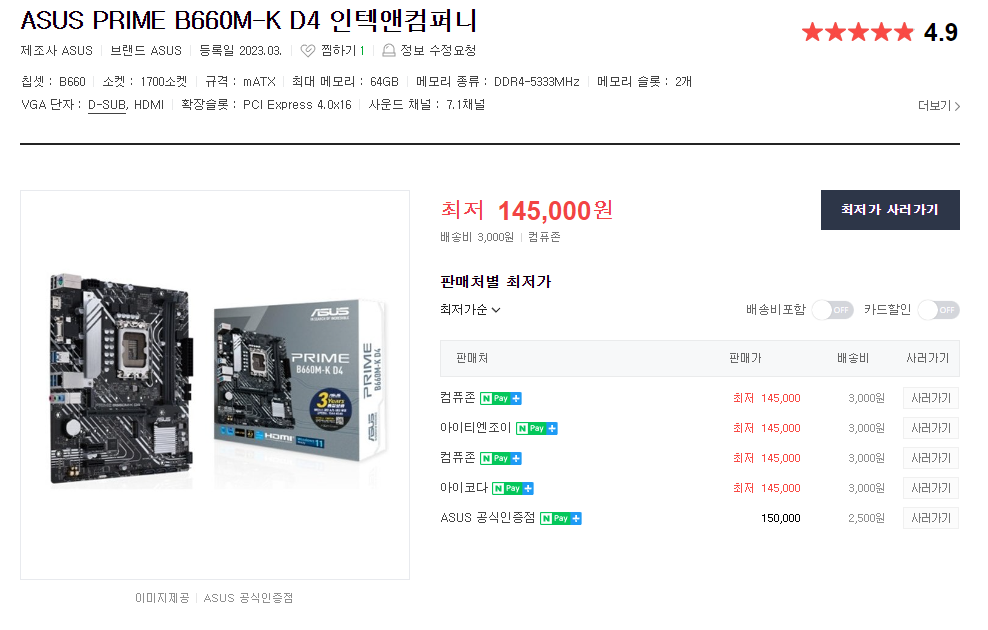 ASUS PRIME B660M-K D4 인텍앤컴퍼니
4.9
제조사 ASUS 브랜드 ASUS 등록일 2023.03. 찜하기 1 정보 수정요청
칩셋 : B660 소켓 : 1700소켓 규격 : mATX 최대 메모리 : 64GB 메모리 종류 : DDR4-5333MHz 메모리 슬롯 : 2개
VGA 단자 : D-SUB, HDMI 확장슬롯 : PCI Express 4.0x16 사운드 채널 : 7.1채널
더보기
최저 145,000원
최저가 사러가기
배송비 3,000원 컴퓨존
판매처별 최저가
최저가순
배송비포함 OFF 카드할인 OFF
판매처 판매가 배송비 사러가기
컴퓨존 N Pay + 최저 145,000 3,000원 사러가기
아이티엔조이 N Pay + 최저 145,000 3,000원 사러가기
컴퓨존 N Pay + 최저 145,000 3,000원 사러가기
아이코다 N Pay + 최저 145,000 3,000원 사러가기
ASUS 공식인증점 N Pay + 150,000 2,500원 사러가기
ASUS
PRIME
B660M-K D4
3 Years
HDMI
11
PRIME
B660M-K D4
ASUS
이미지제공 ASUS 공식인증점